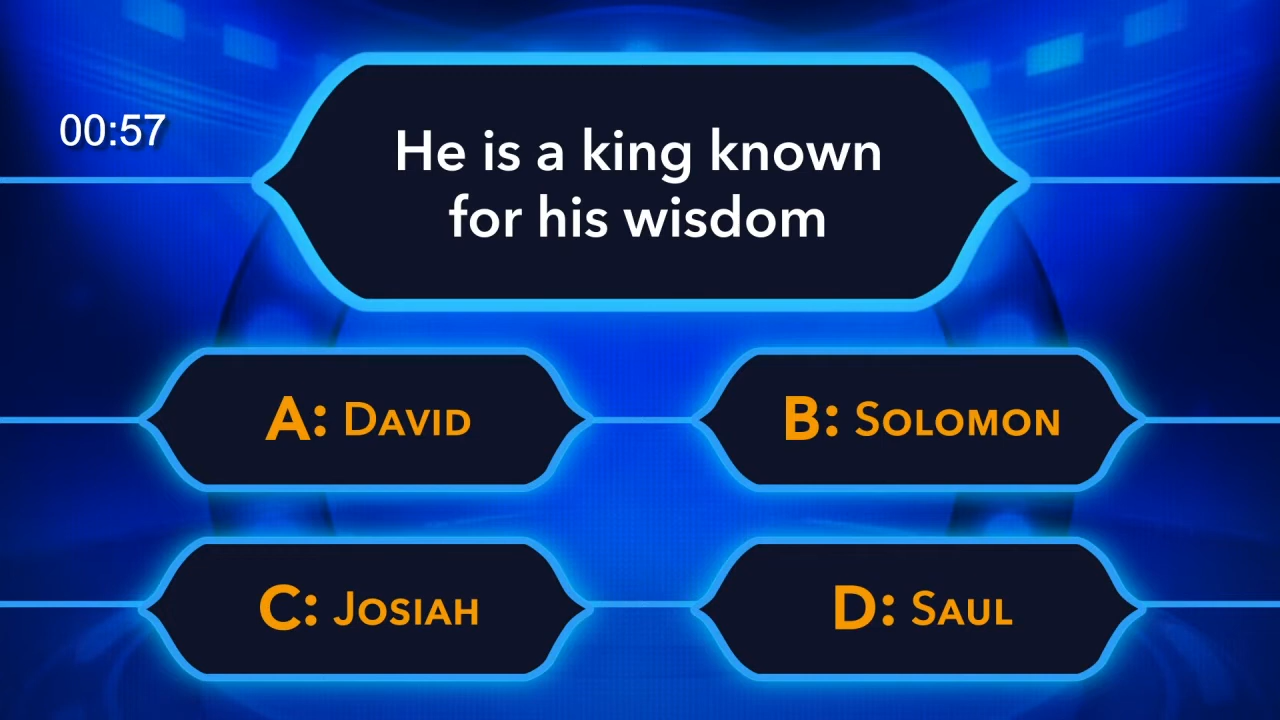 00:57
He is a king known
for his wisdom
A: David
B: Solomon
C: Josiah
D: Saul